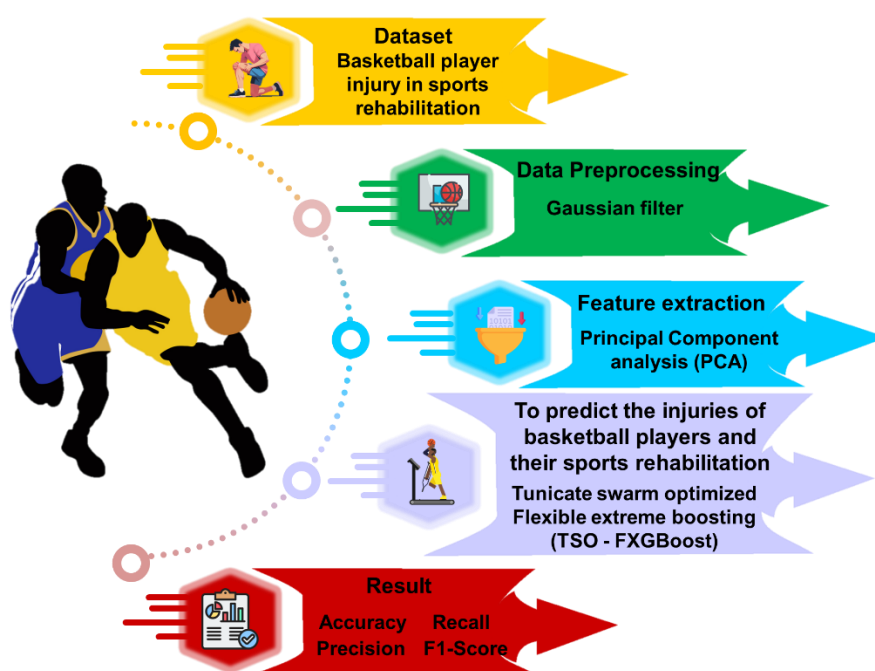 Dataset
Basketball player
injury in sports
rehabilitation
Data Preprocessing
Gaussian filter
10101
Feature extraction
Principal Component
analysis (PCA)
To predict the injuries of
basketball players and
their sports rehabilitation
Tunicate swarm optimized
Flexible extreme boosting
(TSO - FXGBoost)
Result
Accuracy Recall
Precision F1-Score